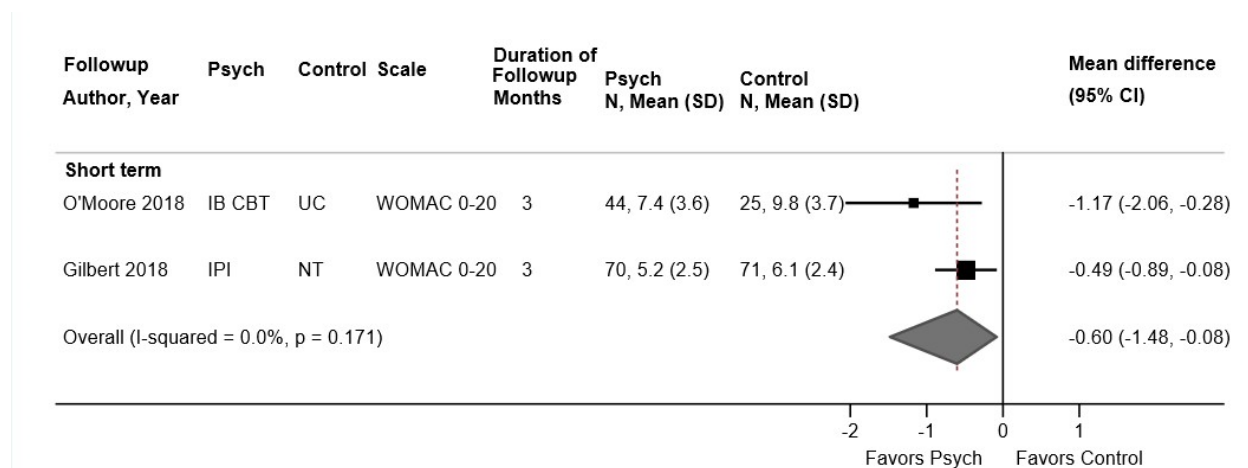 Followup Author, Year Psych Control Scale Duration of Followup Months Psych N, Mean (SD) Control N, Mean (SD) Mean difference (95% CI)
Short term
O'Moore 2018 IB CBT UC WOMAC 0-20 3 44, 7.4 (3.6) 25, 9.8 (3.7) -1.17 (-2.06, -0.28)
Gilbert 2018 IPI NT WOMAC 0-20 3 70, 5.2 (2.5) 71, 6.1 (2.4) -0.49 (-0.89, -0.08)
Overall (I-squared = 0.0%, p = 0.171) -0.60 (-1.48, -0.08)
-2 -1 0 1
Favors Psych Favors Control